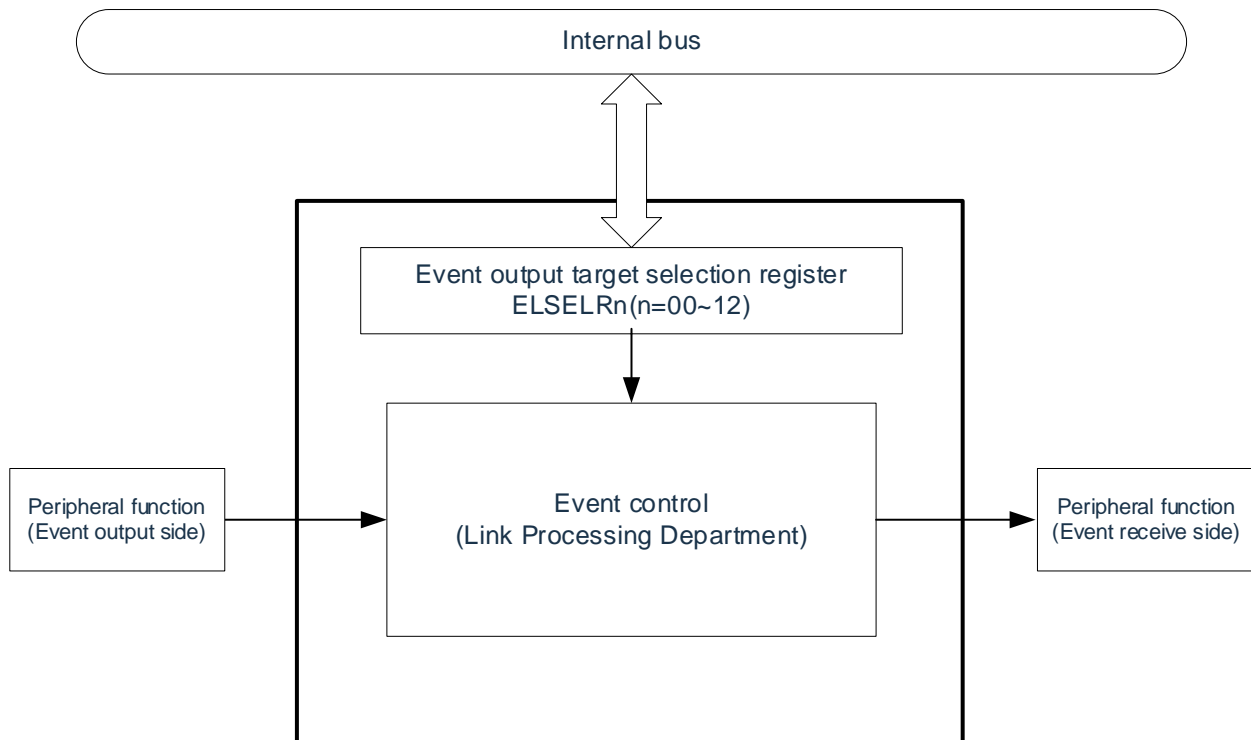 Internal bus
Event output target selection register
ELSELRn(n=00~12)
Event control
(Link Processing Department)
Peripheral function
(Event output side)
Peripheral function
(Event receive side)